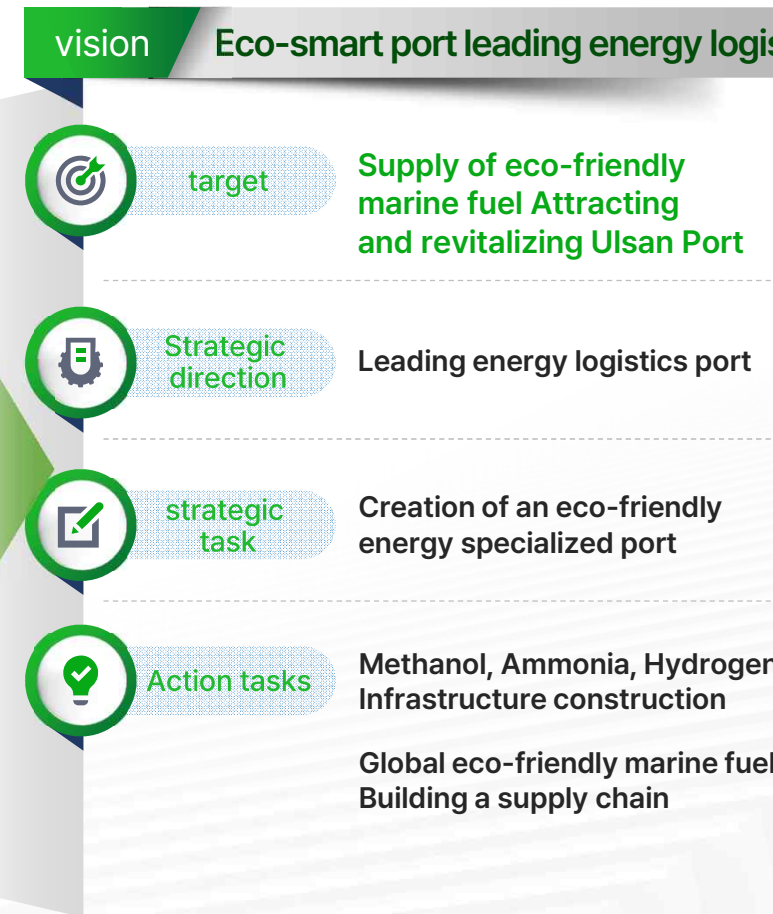 vision
Eco-smart port leading energy logis
target
Supply of eco-friendly
marine fuel Attracting
and revitalizing Ulsan Port
Strategic
direction
Leading energy logistics port
strategic
task
Creation of an eco-friendly
energy specialized port
Action tasks
Methanol, Ammonia, Hydrogen
Infrastructure construction
Global eco-friendly marine fuel
Building a supply chain